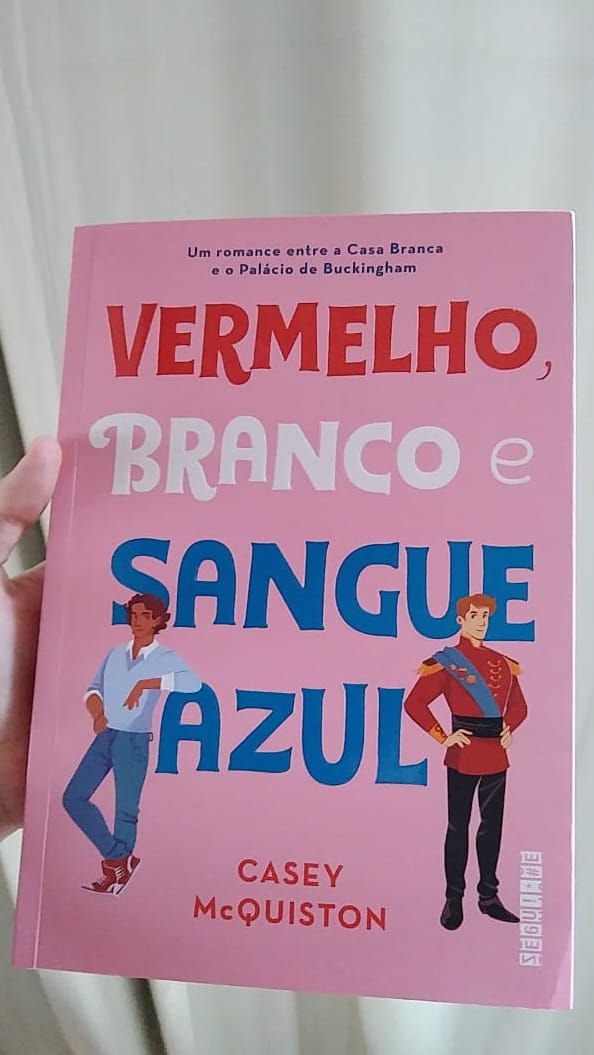 Um romance entre a Casa Branca
e o Palácio de Buckingham
VERMELHO,
BRANCO e
SANGUE
AZUL
CASEY
McQUISTON
SEGUINTE